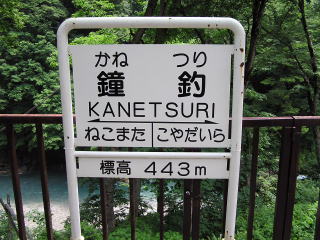 かね つり
鐘 釣
KANETSURI
ねこまた こやだいら
標高 443m